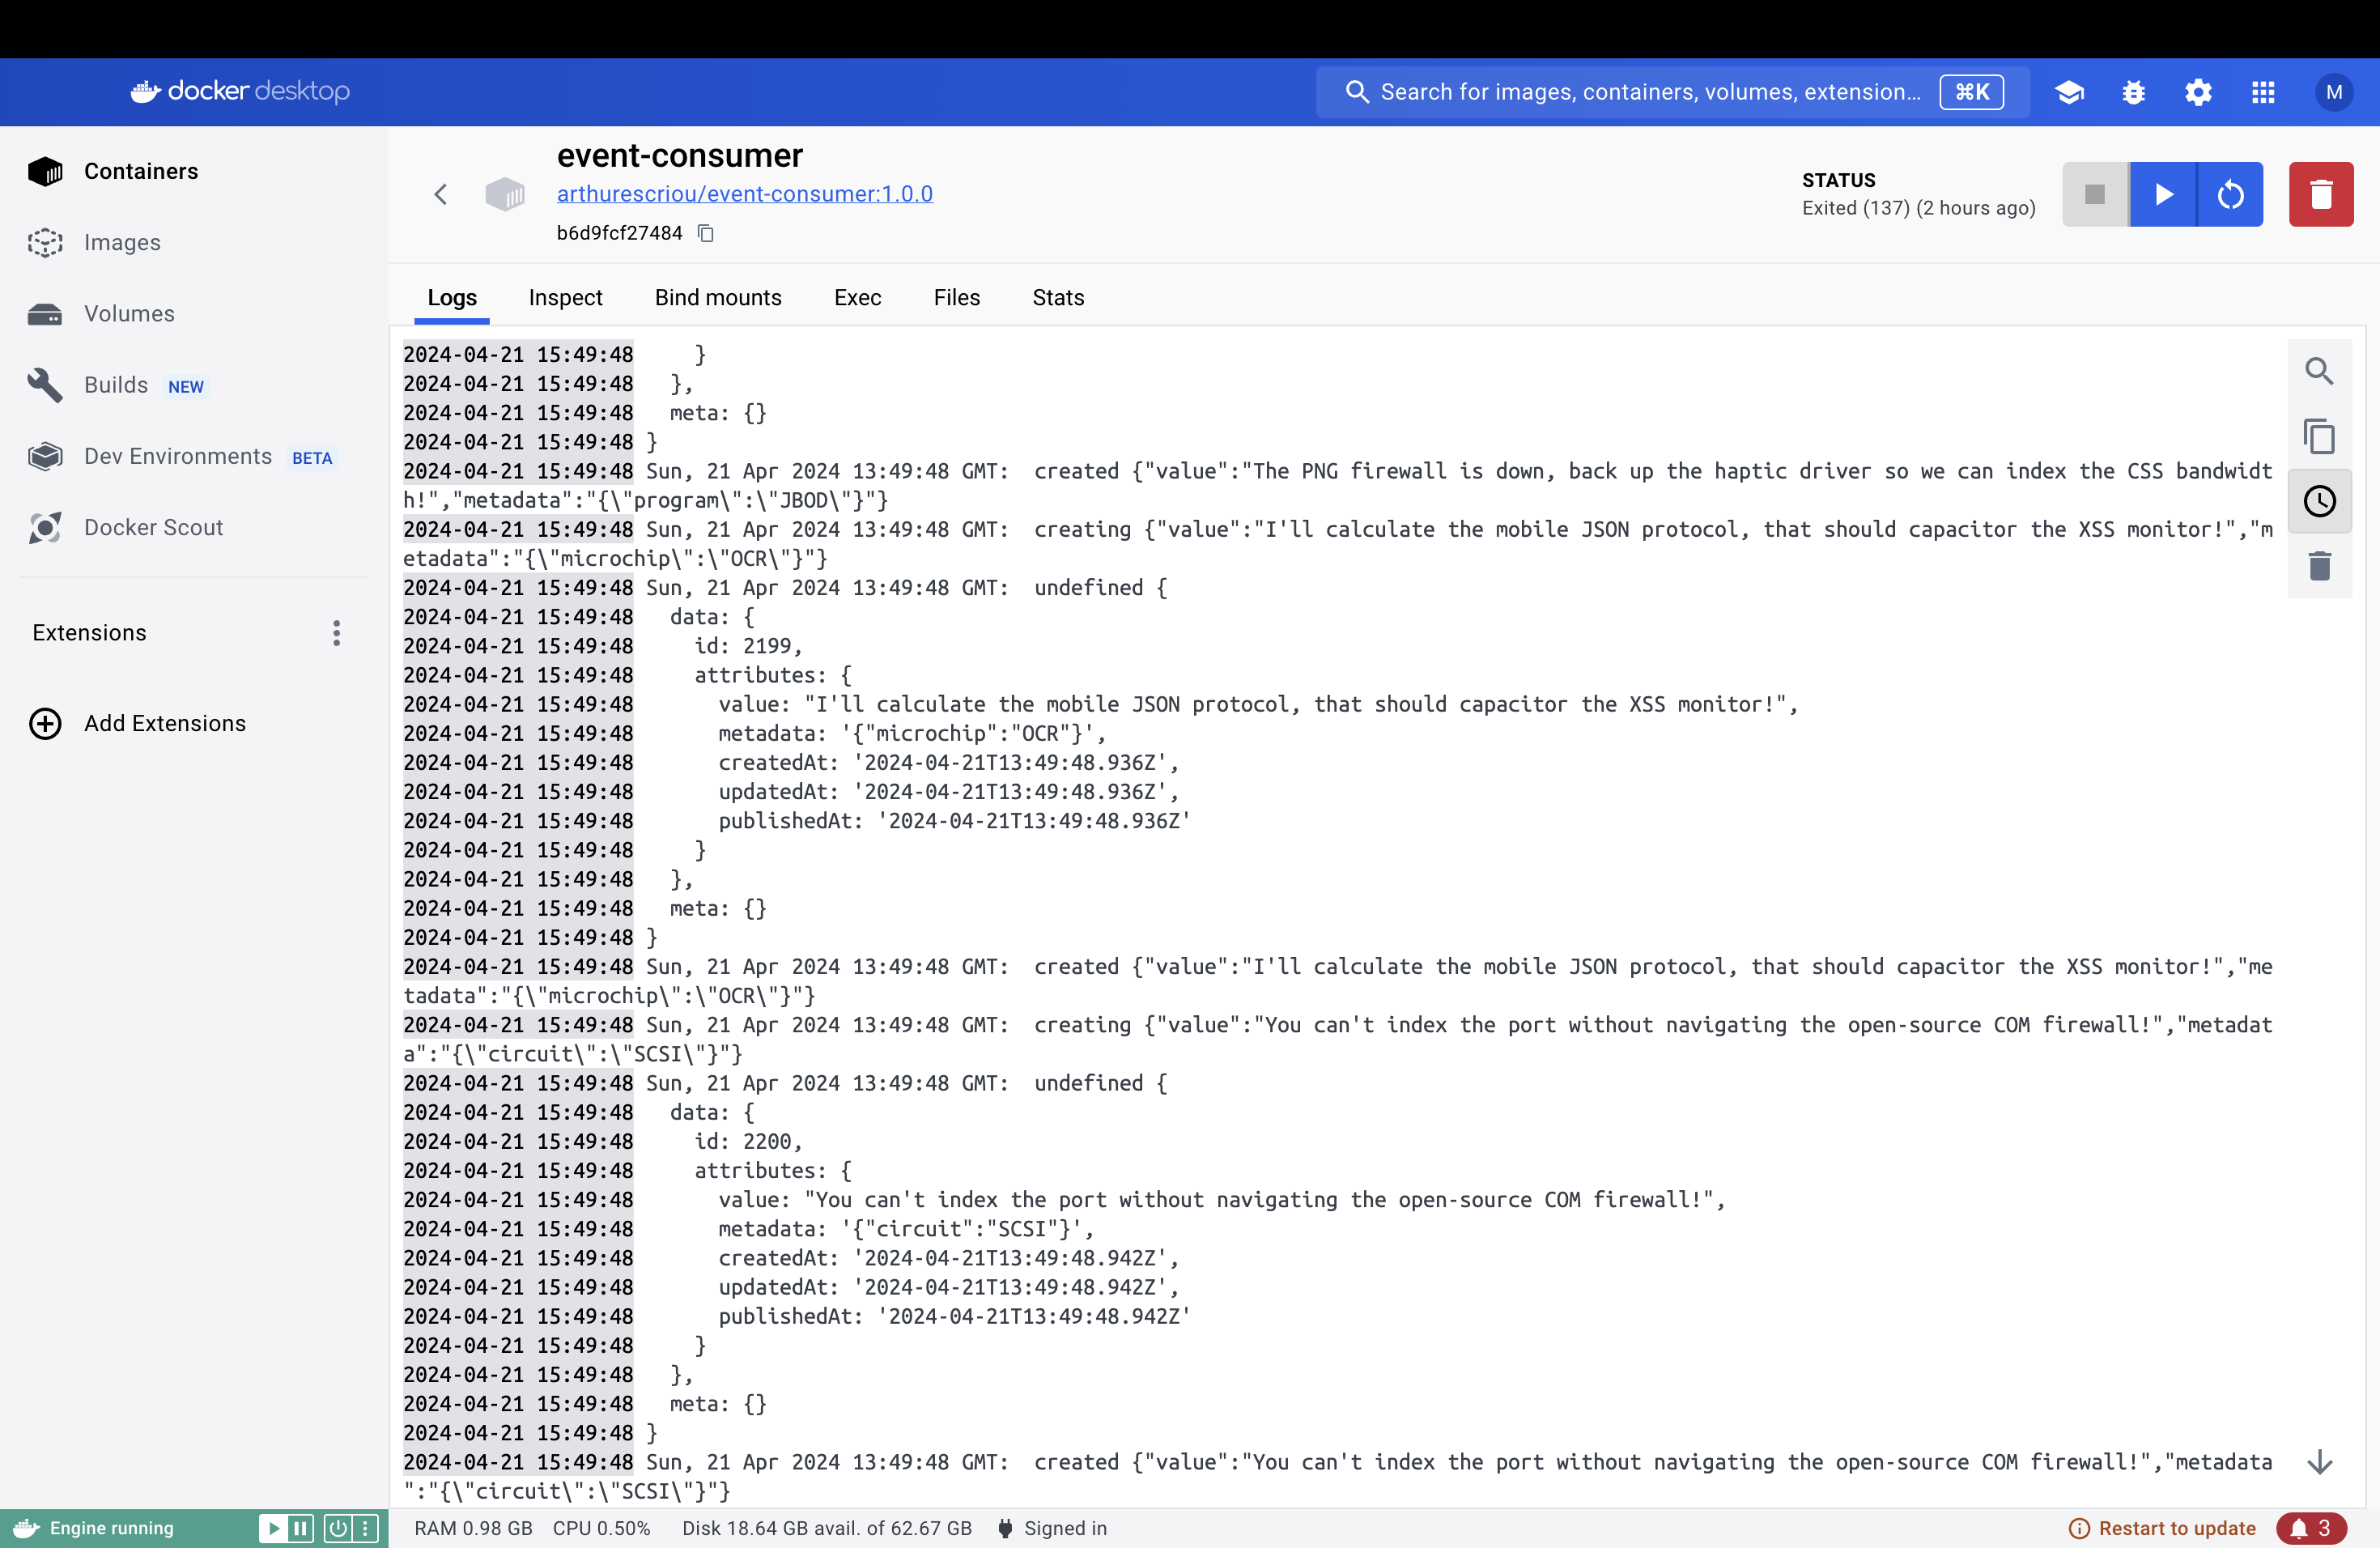 docker desktop
Search for images, containers, volumes, extension...
⌘K
M
Containers
Images
Volumes
Builds NEW
Dev Environments BETA
Docker Scout
Extensions
Add Extensions
event-consumer
arthurescriou/event-consumer:1.0.0
b6d9fcf27484
STATUS
Exited (137) (2 hours ago)
Logs Inspect Bind mounts Exec Files Stats
2024-04-21 15:49:48     }
2024-04-21 15:49:48   },
2024-04-21 15:49:48   meta: {}
2024-04-21 15:49:48 }
2024-04-21 15:49:48 Sun, 21 Apr 2024 13:49:48 GMT:  created {"value":"The PNG firewall is down, back up the haptic driver so we can index the CSS bandwidt
h!","metadata":"{\"program\":\"JBOD\"}"}
2024-04-21 15:49:48 Sun, 21 Apr 2024 13:49:48 GMT:  creating {"value":"I'll calculate the mobile JSON protocol, that should capacitor the XSS monitor!","m
etadata":"{\"microchip\":\"OCR\"}"}
2024-04-21 15:49:48 Sun, 21 Apr 2024 13:49:48 GMT:  undefined {
2024-04-21 15:49:48   data: {
2024-04-21 15:49:48     id: 2199,
2024-04-21 15:49:48     attributes: {
2024-04-21 15:49:48       value: "I'll calculate the mobile JSON protocol, that should capacitor the XSS monitor!",
2024-04-21 15:49:48       metadata: '{"microchip":"OCR"}',
2024-04-21 15:49:48       createdAt: '2024-04-21T13:49:48.936Z',
2024-04-21 15:49:48       updatedAt: '2024-04-21T13:49:48.936Z',
2024-04-21 15:49:48       publishedAt: '2024-04-21T13:49:48.936Z'
2024-04-21 15:49:48     }
2024-04-21 15:49:48   },
2024-04-21 15:49:48   meta: {}
2024-04-21 15:49:48 }
2024-04-21 15:49:48 Sun, 21 Apr 2024 13:49:48 GMT:  created {"value":"I'll calculate the mobile JSON protocol, that should capacitor the XSS monitor!","me
tadata":"{\"microchip\":\"OCR\"}"}
2024-04-21 15:49:48 Sun, 21 Apr 2024 13:49:48 GMT:  creating {"value":"You can't index the port without navigating the open-source COM firewall!","metadat
a":"{\"circuit\":\"SCSI\"}"}
2024-04-21 15:49:48 Sun, 21 Apr 2024 13:49:48 GMT:  undefined {
2024-04-21 15:49:48   data: {
2024-04-21 15:49:48     id: 2200,
2024-04-21 15:49:48     attributes: {
2024-04-21 15:49:48       value: "You can't index the port without navigating the open-source COM firewall!",
2024-04-21 15:49:48       metadata: '{"circuit":"SCSI"}',
2024-04-21 15:49:48       createdAt: '2024-04-21T13:49:48.942Z',
2024-04-21 15:49:48       updatedAt: '2024-04-21T13:49:48.942Z',
2024-04-21 15:49:48       publishedAt: '2024-04-21T13:49:48.942Z'
2024-04-21 15:49:48     }
2024-04-21 15:49:48   },
2024-04-21 15:49:48   meta: {}
2024-04-21 15:49:48 }
2024-04-21 15:49:48 Sun, 21 Apr 2024 13:49:48 GMT:  created {"value":"You can't index the port without navigating the open-source COM firewall!","metadata
":"{\"circuit\":\"SCSI\"}"}
Engine running
RAM 0.98 GB CPU 0.50% Disk 18.64 GB avail. of 62.67 GB Signed in
Restart to update
3